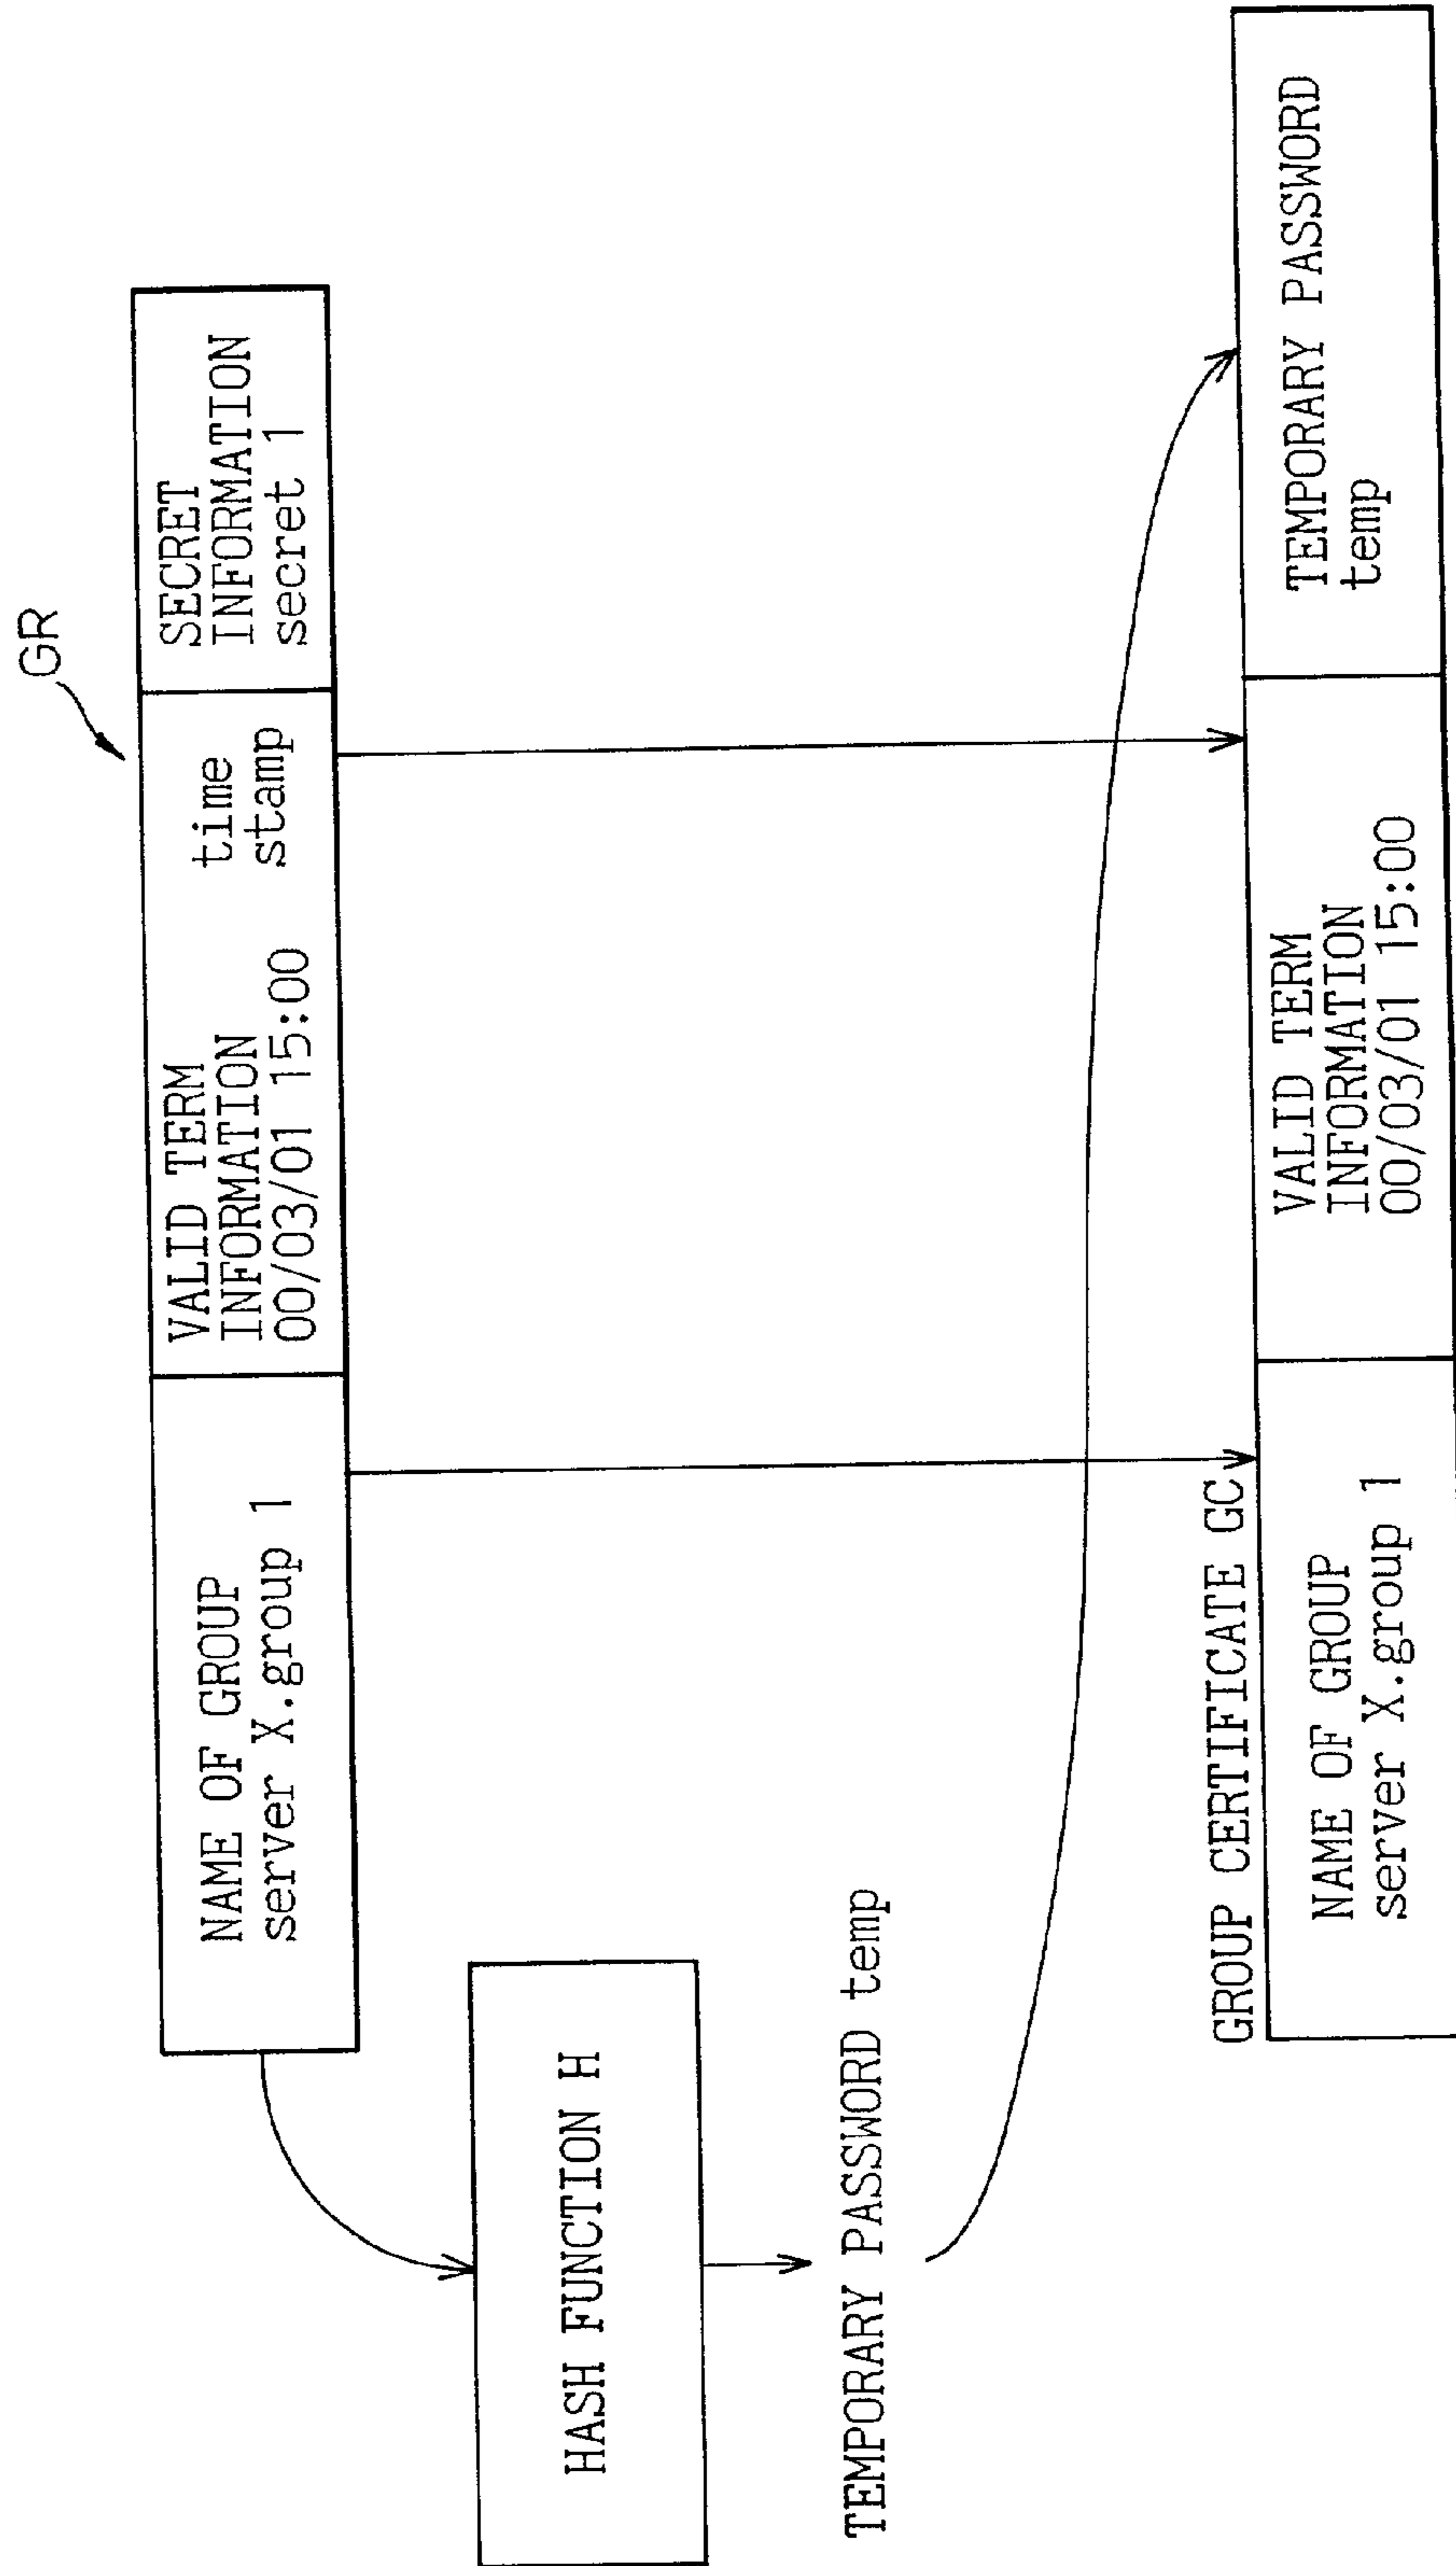 GR
NAME OF GROUP
server X.group 1
VALID TERM
INFORMATION
00/03/01 15:00
time
stamp
SECRET
INFORMATION
secret 1
HASH FUNCTION H
TEMPORARY PASSWORD temp
GROUP CERTIFICATE GC
NAME OF GROUP
server X.group 1
VALID TERM
INFORMATION
00/03/01 15:00
TEMPORARY PASSWORD
temp